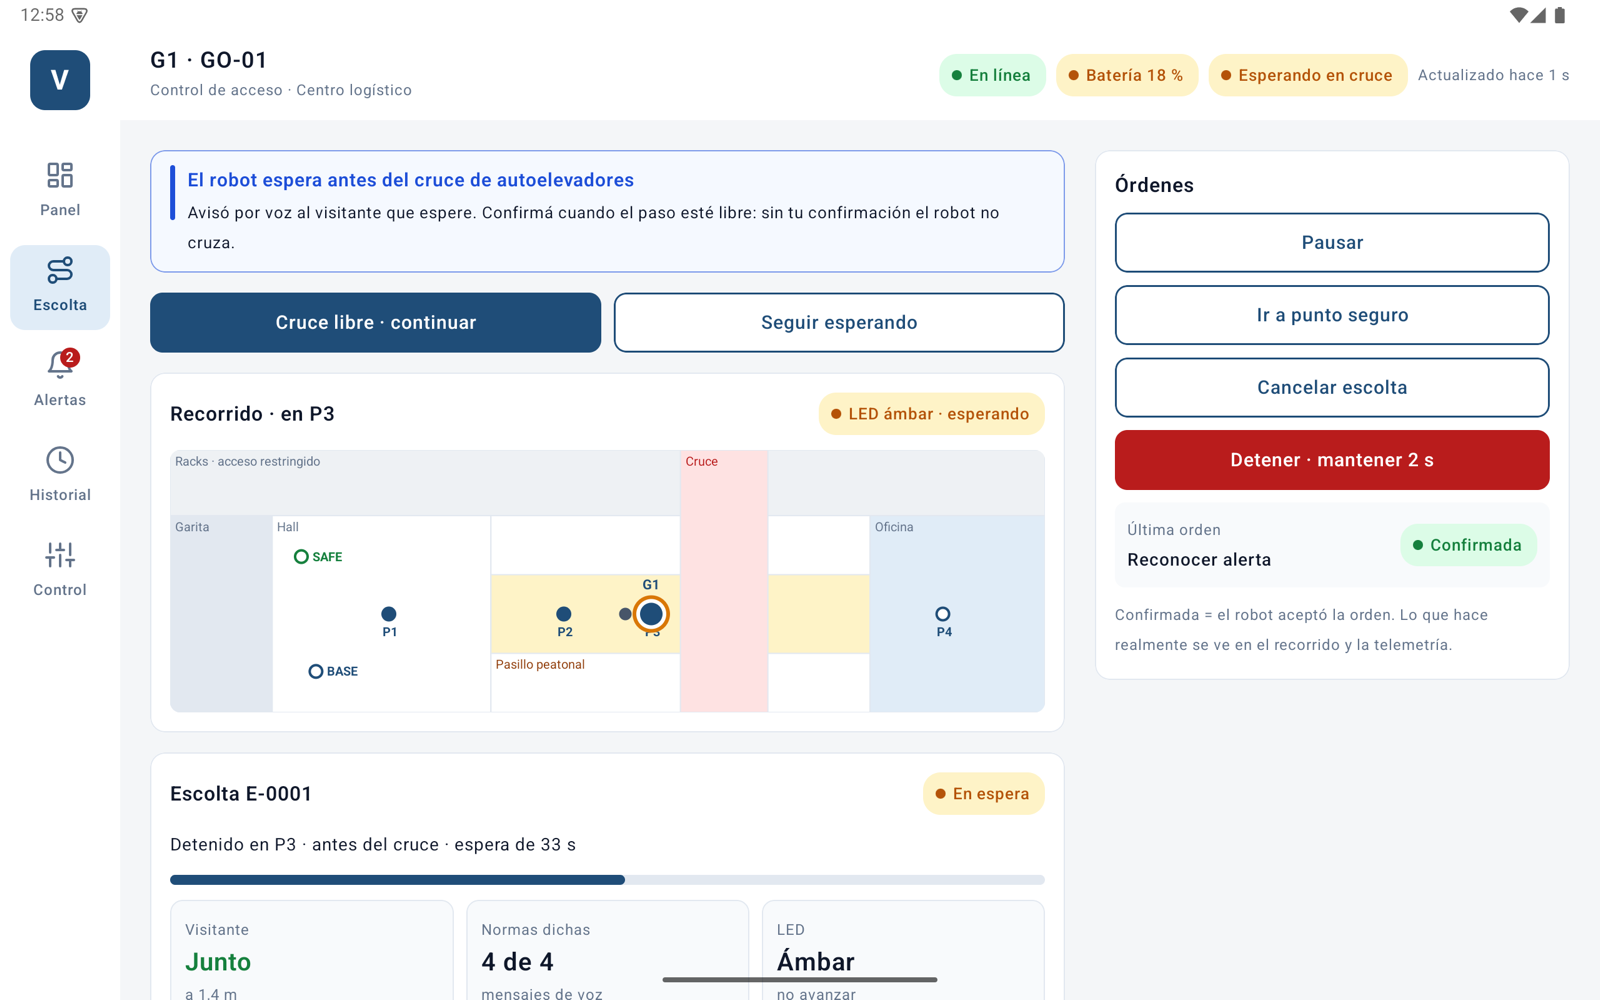 12:58
V
G1 · GO-01
Control de acceso · Centro logístico
En línea
Batería 18 %
Esperando en cruce
Actualizado hace 1 s
Panel
Escolta
2
Alertas
Historial
Control
El robot espera antes del cruce de autoelevadores
Avisó por voz al visitante que espere. Confirmá cuando el paso esté libre: sin tu confirmación el robot no
cruza.
Cruce libre · continuar
Seguir esperando
Recorrido · en P3
LED ámbar · esperando
Racks · acceso restringido
Cruce
Garita
Hall
Oficina
SAFE
G1
P1
P2
P3
P4
Pasillo peatonal
BASE
Escolta E-0001
En espera
Detenido en P3 · antes del cruce · espera de 33 s
Visitante
Junto
a 1.4 m
Normas dichas
4 de 4
mensajes de voz
LED
Ámbar
no avanzar
Órdenes
Pausar
Ir a punto seguro
Cancelar escolta
Detener · mantener 2 s
Última orden
Reconocer alerta
Confirmada
Confirmada = el robot aceptó la orden. Lo que hace
realmente se ve en el recorrido y la telemetría.